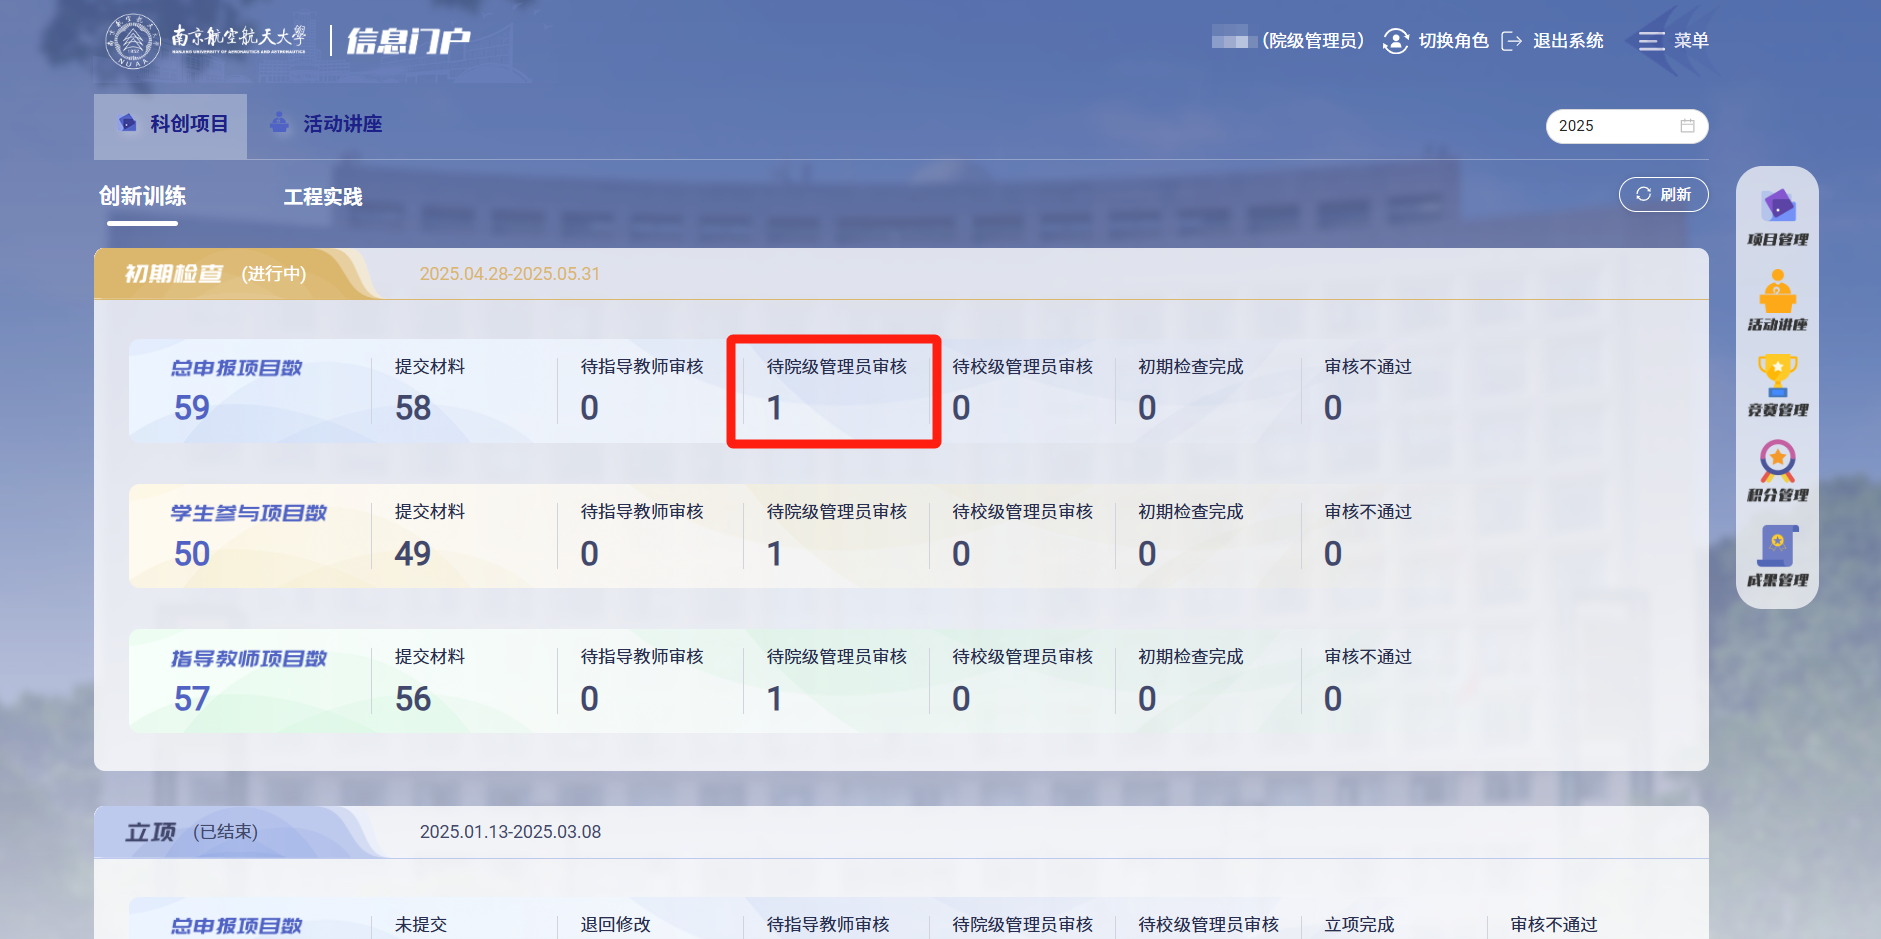 南京航空航天大學
NANJING UNIVERSITY OF AERONAUTICS AND ASTRONAUTICS
信息门户
(院级管理员)
切换角色
退出系统
菜单
科创项目
活动讲座
2025
创新训练
工程实践
刷新
初期检查 (进行中)
2025.04.28-2025.05.31
总申报项目数 提交材料 待指导教师审核 待院级管理员审核 待校级管理员审核 初期检查完成 审核不通过
59 58 0 1 0 0 0
学生参与项目数 提交材料 待指导教师审核 待院级管理员审核 待校级管理员审核 初期检查完成 审核不通过
50 49 0 1 0 0 0
指导教师项目数 提交材料 待指导教师审核 待院级管理员审核 待校级管理员审核 初期检查完成 审核不通过
57 56 0 1 0 0 0
立项 (已结束)
2025.01.13-2025.03.08
总申报项目数 未提交 退回修改 待指导教师审核 待院级管理员审核 待校级管理员审核 立项完成 审核不通过
项目管理
活动讲座
竞赛管理
积分管理
成果管理